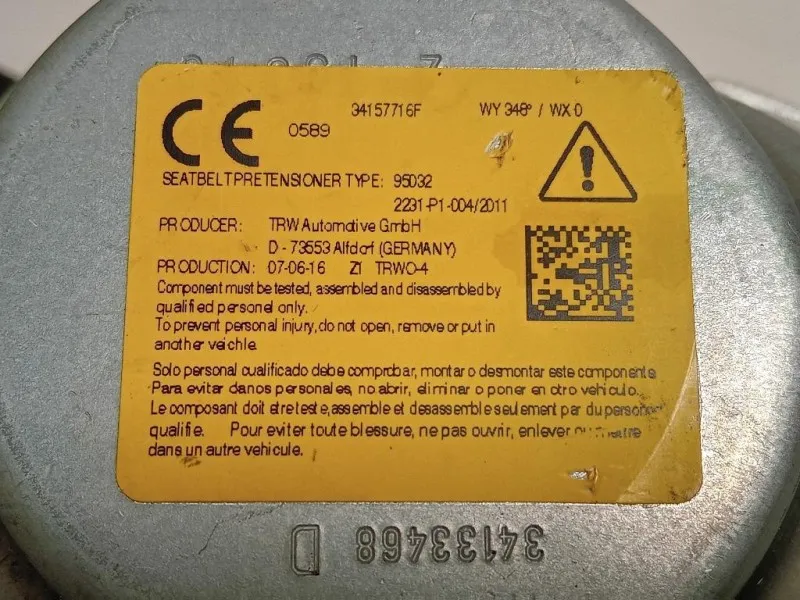 CE 0589 34157716F WY 348° / WX 0
SEATBELTPRETENSIONER TYPE: 95032
2231-P1-004/2011
PRODUCER: TRW Automotive GmbH
D - 73553 Alfdorf (GERMANY)
PRODUCTION: 07-06-16 Z1 TRWO-4
Component must be tested, assembled and disassembled by
qualified personel only.
To prevent personal injury, do not open, remove or put in
another veichle.
Solo personal cualificado debe comprobar, montar o desmontar este componente
Para evitar danos personales, no abrir, eliminar o poner en otro vehiculo.
Le composant doit etre teste, assemble et desassemble seulement par du personel
qualifie. Pour eviter toute blessure, ne pas ouvrir, enlever
dans un autre vehicule.
34133468 D